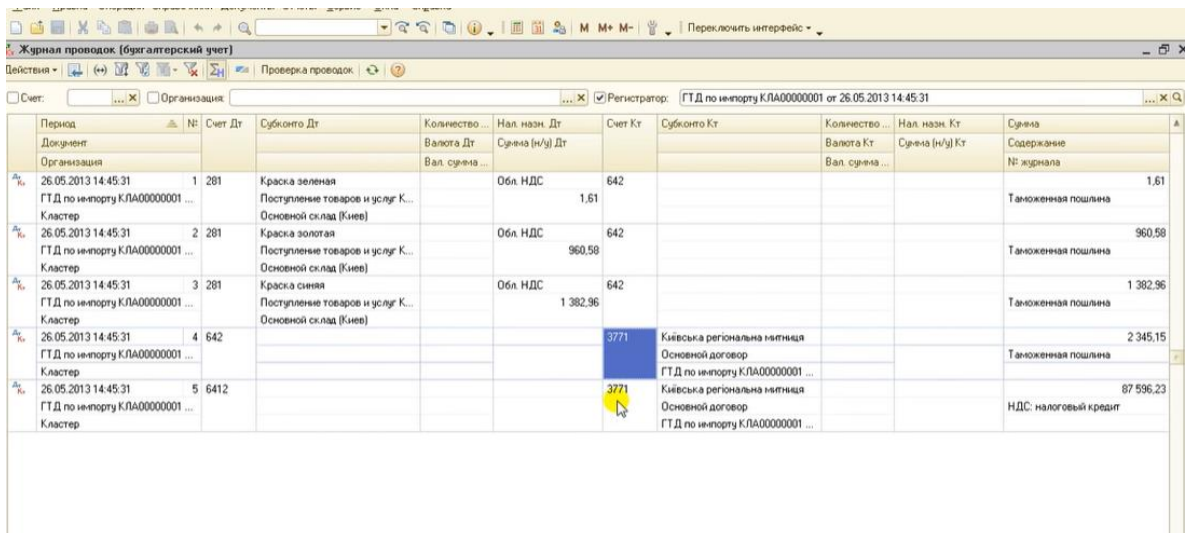 M M+ M- Переключить интерфейс
Журнал проводок (бухгалтерский учет)
Действия Проверка проводок
Счет: ... Организация: ... Регистратор: ГТД по импорту КЛА00000001 от 26.05.2013 14:45:31 ...
Период № Счет Дт Субконто Дт Количество ... Нал. назн. Дт Счет Кт Субконто Кт Количество ... Нал. назн. Кт Сумма
Документ Валюта Дт Сумма (н/у) Дт Валюта Кт Сумма (н/у) Кт Содержание
Организация Вал. сумма ... Вал. сумма ... № журнала
26.05.2013 14:45:31 1 281 Краска зеленая Обл. НДС 642 1,61
ГТД по импорту КЛА00000001 ... Поступление товаров и услуг К... 1,61 Таможенная пошлина
Кластер Основной склад (Киев)
26.05.2013 14:45:31 2 281 Краска золотая Обл. НДС 642 960,58
ГТД по импорту КЛА00000001 ... Поступление товаров и услуг К... 960,58 Таможенная пошлина
Кластер Основной склад (Киев)
26.05.2013 14:45:31 3 281 Краска синяя Обл. НДС 642 1 382,96
ГТД по импорту КЛА00000001 ... Поступление товаров и услуг К... 1 382,96 Таможенная пошлина
Кластер Основной склад (Киев)
26.05.2013 14:45:31 4 642 3771 Київська регіональна митниця 2 345,15
ГТД по импорту КЛА00000001 ... Основной договор Таможенная пошлина
Кластер ГТД по импорту КЛА00000001 ...
26.05.2013 14:45:31 5 6412 3771 Київська регіональна митниця 87 596,23
ГТД по импорту КЛА00000001 ... Основной договор НДС: налоговый кредит
Кластер ГТД по импорту КЛА00000001 ...